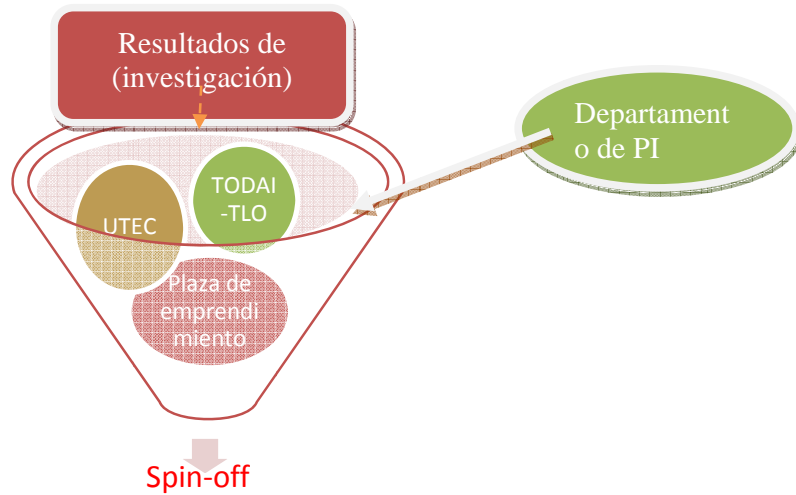 Resultados de
(investigación)
Departament
o de PI
TODAI
-TLO
UTEC
Plaza de
emprendi
miento
Spin-off